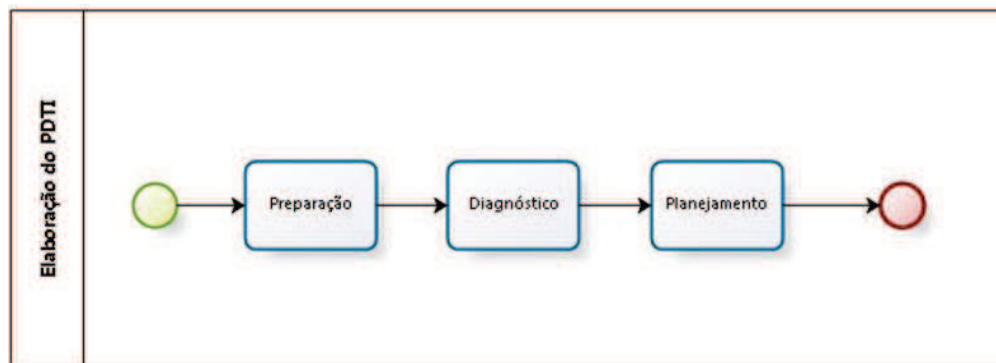 Elaboração do PDTI
Preparação
Diagnóstico
Planejamento